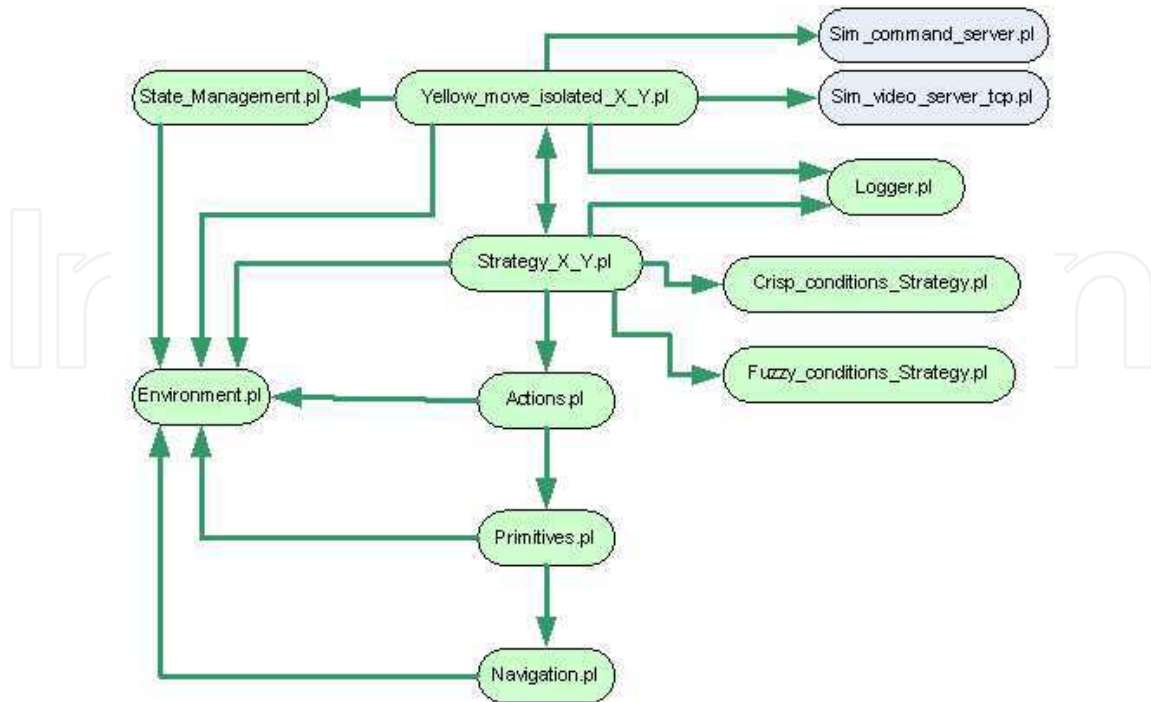 Sim_command_server.pl
State_Management.pl
Yellow_move_isolated_X_Y.pl
Sim_video_server_tcp.pl
Logger.pl
Strategy_X_Y.pl
Crisp_conditions_Strategy.pl
Fuzzy_conditions_Strategy.pl
Environment.pl
Actions.pl
Primitives.pl
Navigation.pl